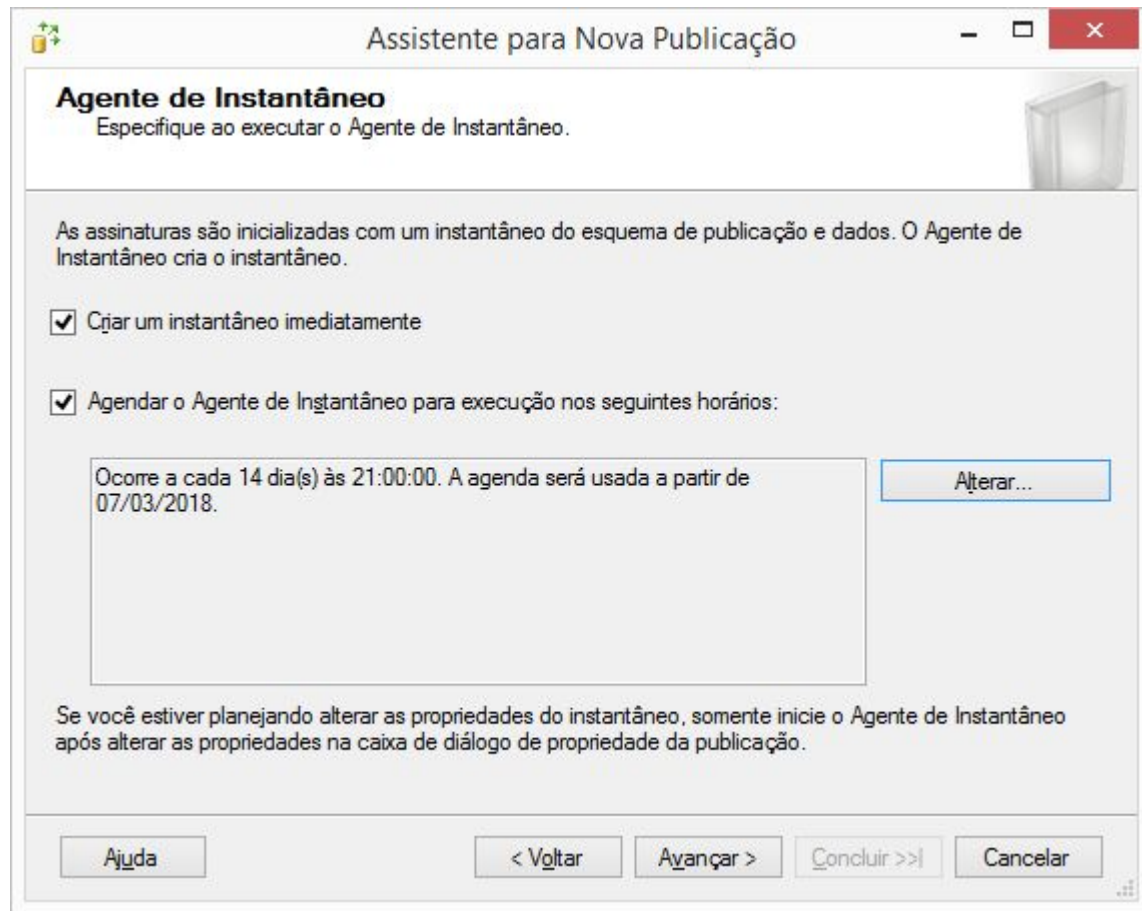 Assistente para Nova Publicação
Agente de Instantâneo
Especifique ao executar o Agente de Instantâneo.
As assinaturas são inicializadas com um instantâneo do esquema de publicação e dados. O Agente de
Instantâneo cria o instantâneo.
Criar um instantâneo imediatamente
Agendar o Agente de Instantâneo para execução nos seguintes horários:
Ocorre a cada 14 dia(s) às 21:00:00. A agenda será usada a partir de
07/03/2018.
Alterar...
Se você estiver planejando alterar as propriedades do instantâneo, somente inicie o Agente de Instantâneo
após alterar as propriedades na caixa de diálogo de propriedade da publicação.
Ajuda
< Voltar
Avançar >
Concluir >>|
Cancelar